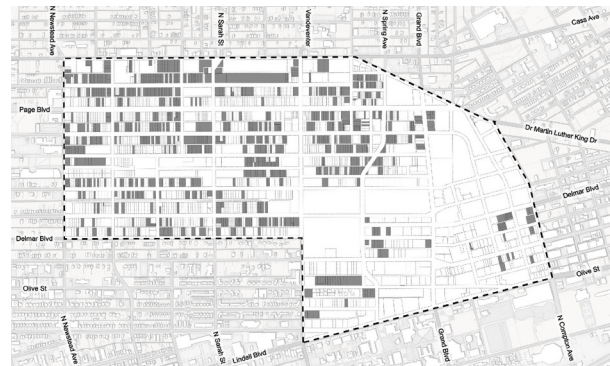 N Newstead Ave
N Sarah St
Vandeventer
N Spring Ave
Grand Blvd
Cass Ave
Page Blvd
Dr Martin Luther King Dr
Delmar Blvd
Delmar Blvd
Olive St
Olive St
N Newstead Ave
N Sarah St
Lindell Blvd
Grand Blvd
N Compton Ave